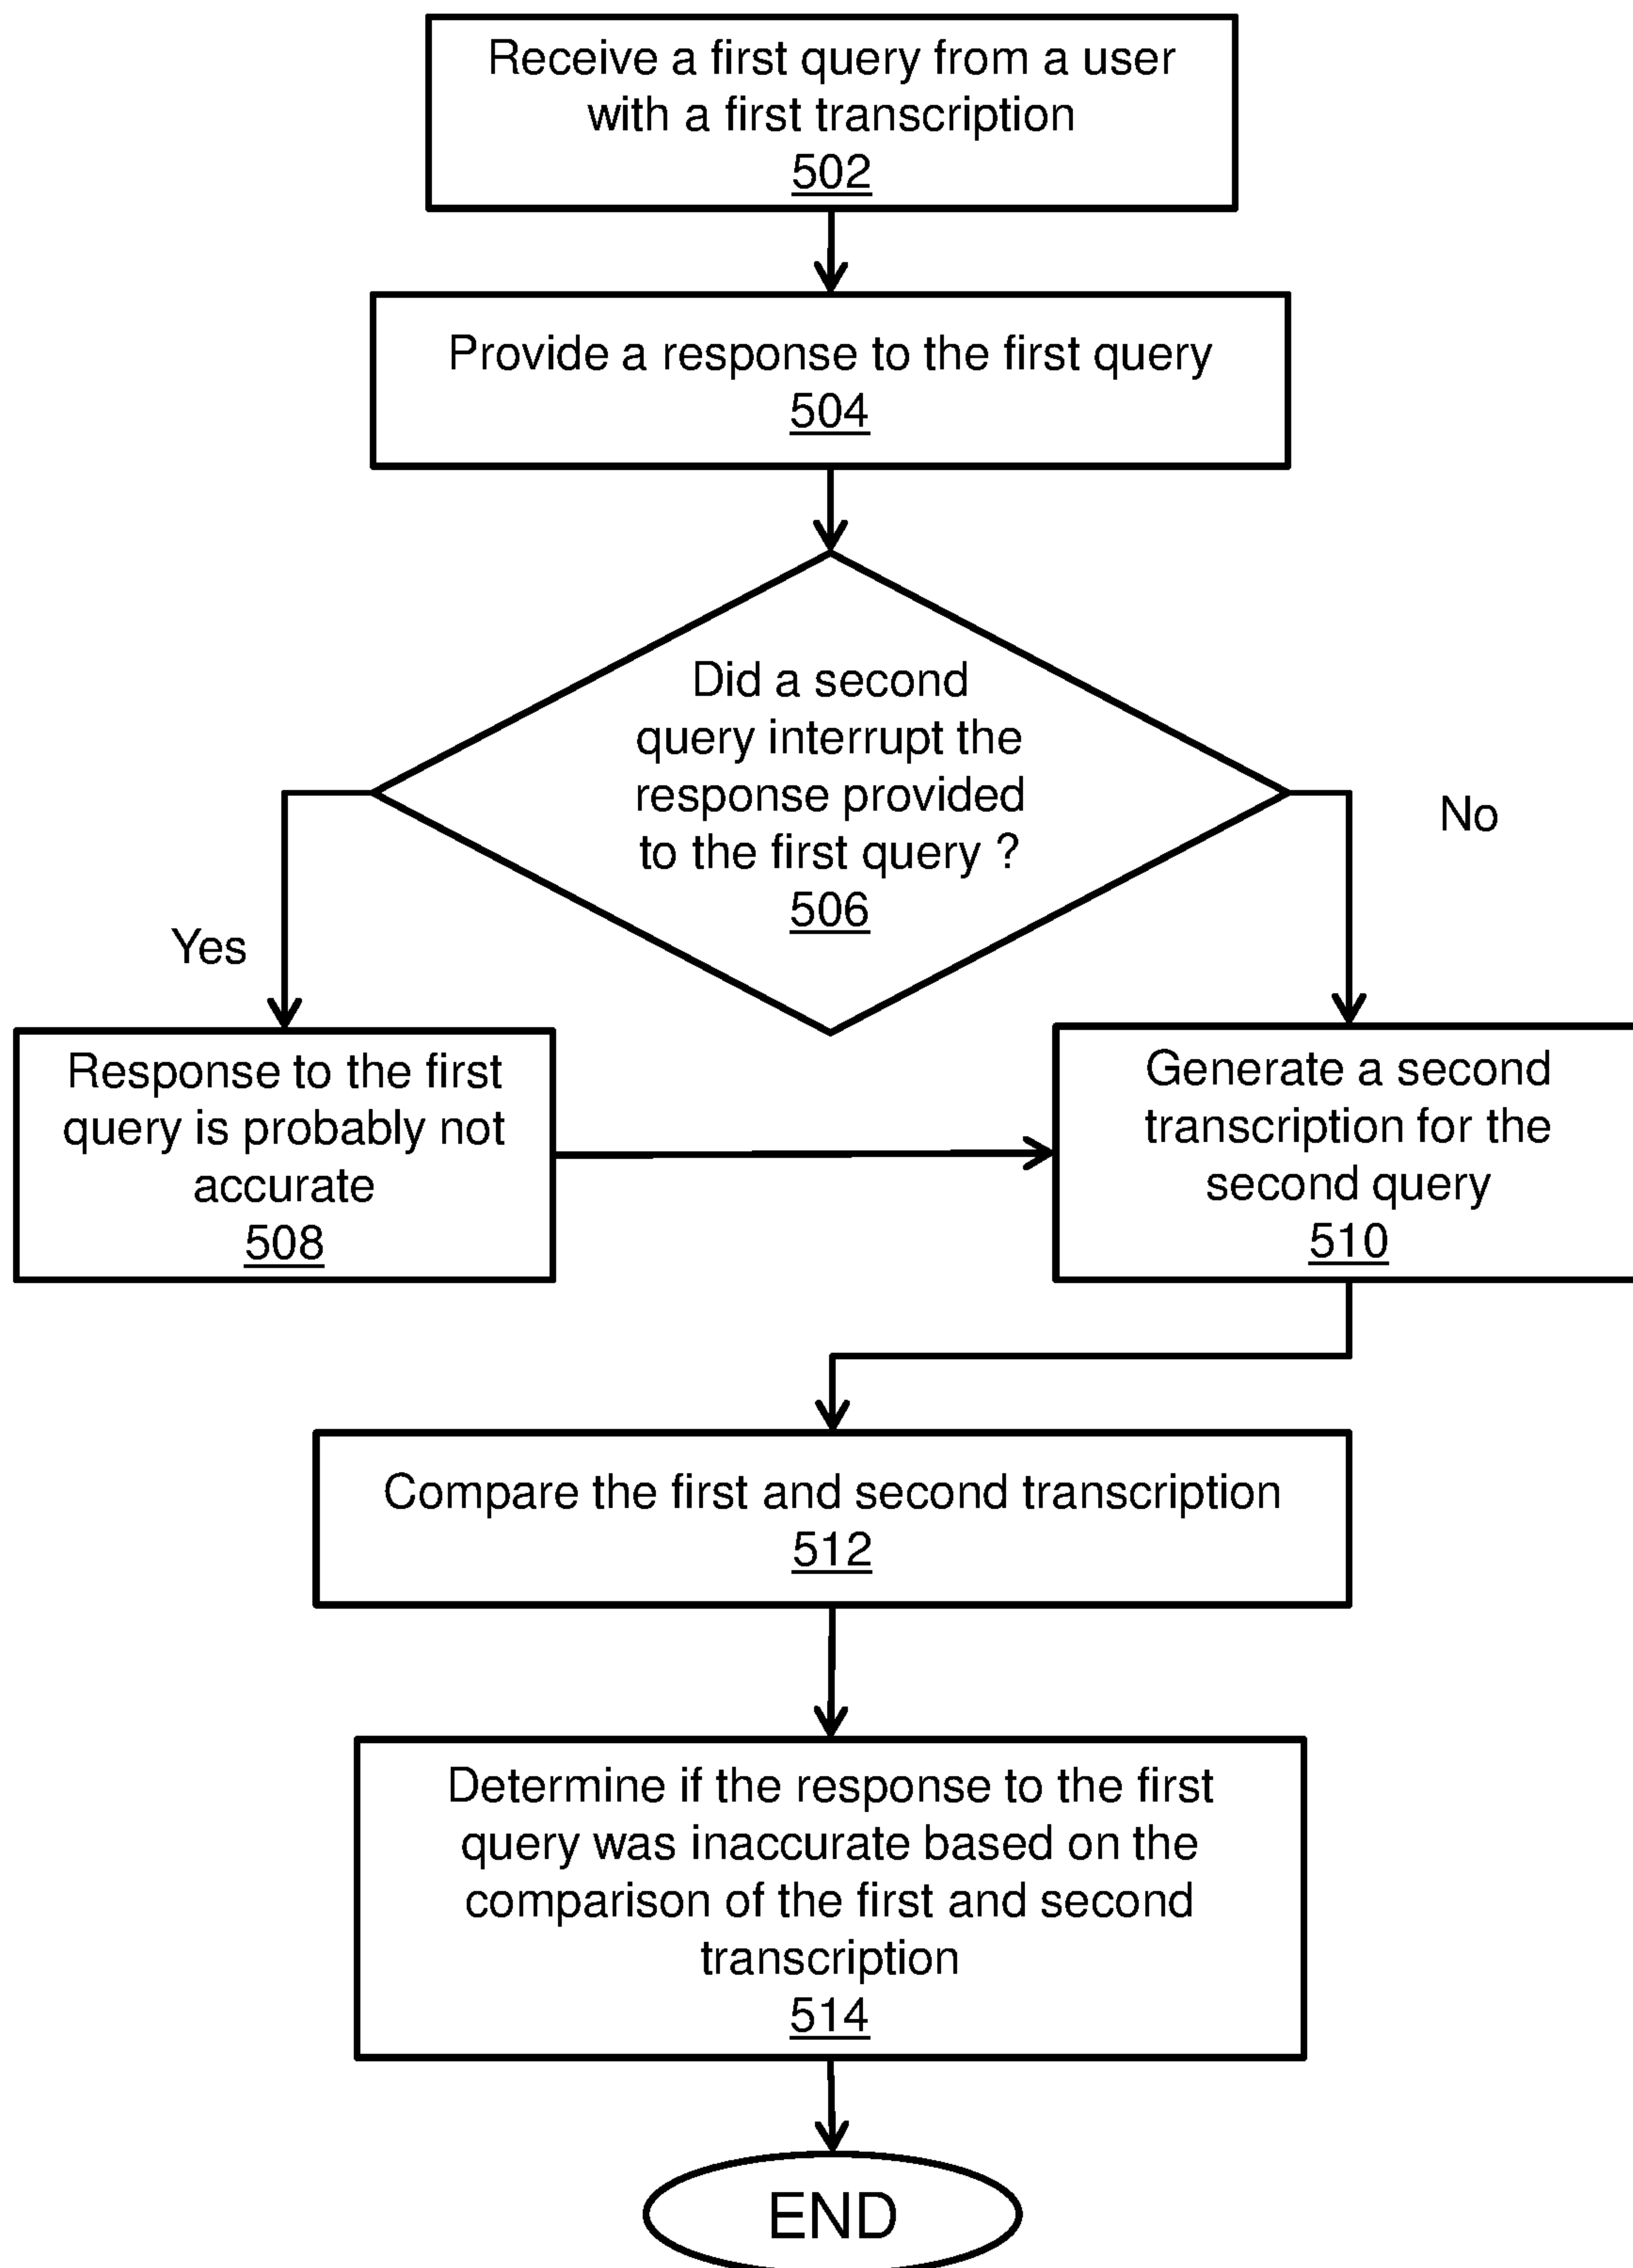 Receive a first query from a user
with a first transcription
502
Provide a response to the first query
504
Did a second
query interrupt the
response provided
to the first query ?
506
No
Yes
Response to the first
query is probably not
accurate
508
Generate a second
transcription for the
second query
510
Compare the first and second transcription
512
Determine if the response to the first
query was inaccurate based on the
comparison of the first and second
transcription
514
END